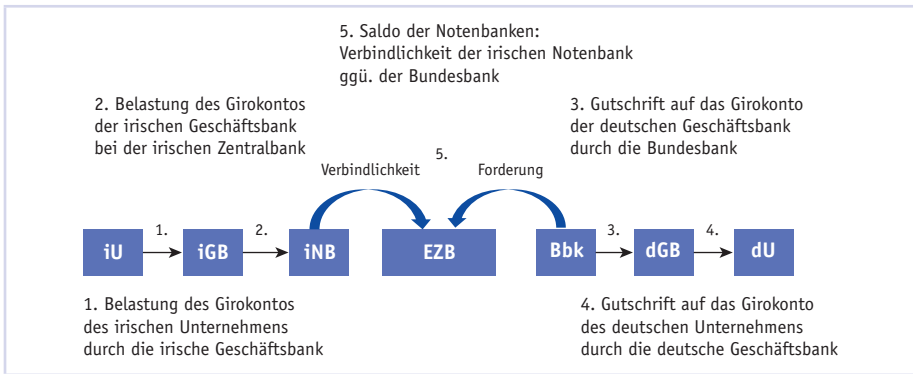 5. Saldo der Notenbanken:
Verbindlichkeit der irischen Notenbank
ggü. der Bundesbank
2. Belastung des Girokontos
der irischen Geschäftsbank
bei der irischen Zentralbank
3. Gutschrift auf das Girokonto
der deutschen Geschäftsbank
durch die Bundesbank
5.
Verbindlichkeit
Forderung
1.
2.
3.
4.
iU
iGB
iNB
EZB
Bbk
dGB
dU
1. Belastung des Girokontos
des irischen Unternehmens
durch die irische Geschäftsbank
4. Gutschrift auf das Girokonto
des deutschen Unternehmens
durch die deutsche Geschäftsbank